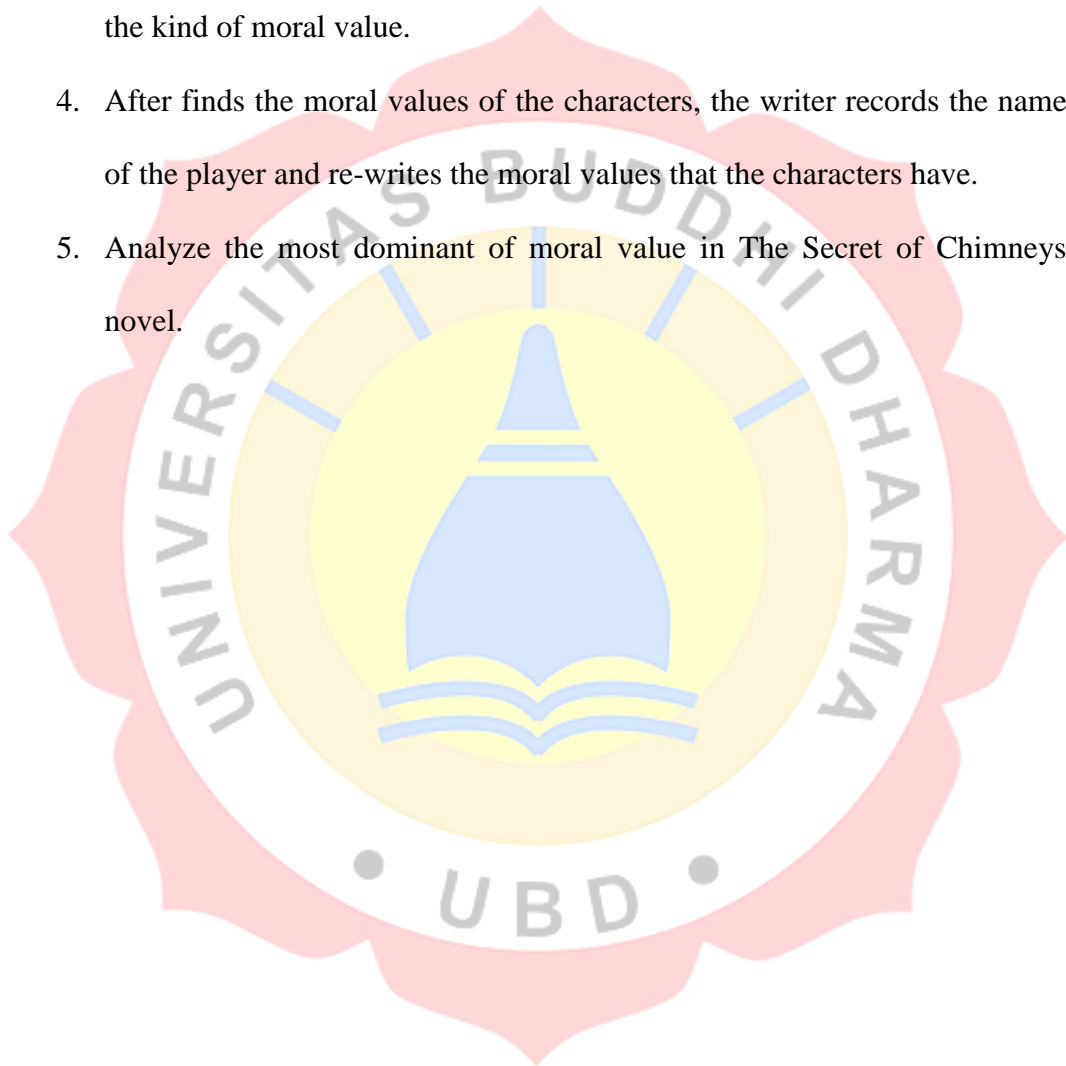 the kind of moral value.
4. After finds the moral values of the characters, the writer records the name
of the player and re-writes the moral values that the characters have.
5. Analyze the most dominant of moral value in The Secret of Chimneys
novel.
UNIVERSITAS BUDDHI DHARMA
• UBD •